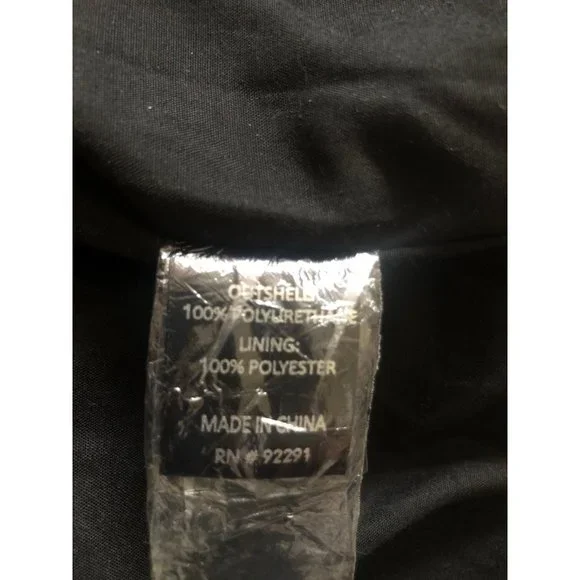 OUTSHELL:
100% POLYURETHANE
LINING:
100% POLYESTER
MADE IN CHINA
RN # 92291